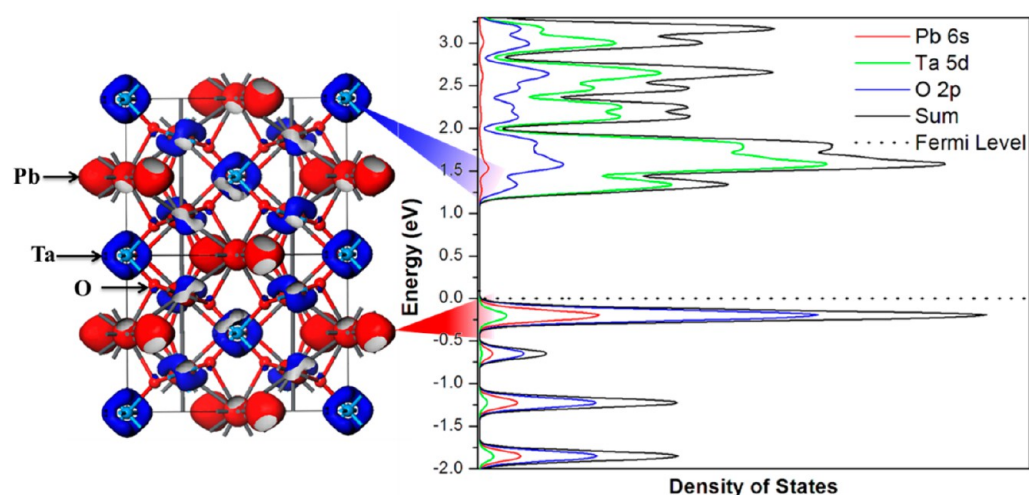 Pb
Ta
O
Energy (eV)
3.0
2.5
2.0
1.5
1.0
0.5
0.0
-0.5
-1.0
-1.5
-2.0
Pb 6s
Ta 5d
O 2p
Sum
Fermi Level
Density of States